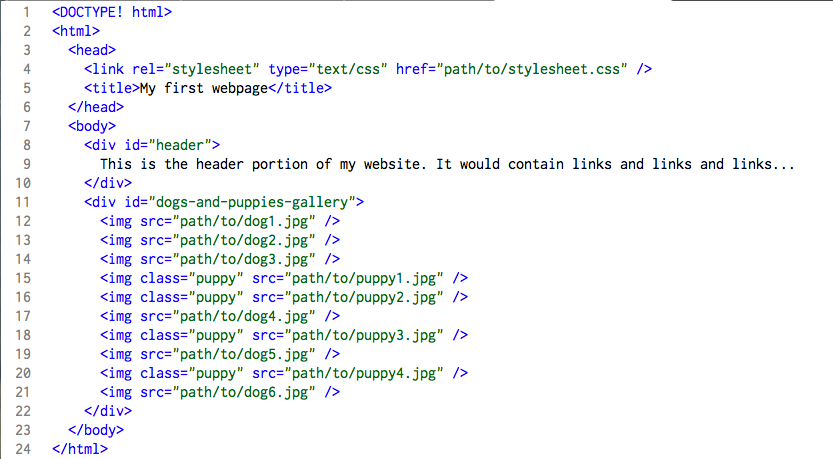 1 <DOCTYPE! html>
2 <html>
3 <head>
4 <link rel="stylesheet" type="text/css" href="path/to/stylesheet.css" />
5 <title>My first webpage</title>
6 </head>
7 <body>
8 <div id="header">
9 This is the header portion of my website. It would contain links and links and links...
10 </div>
11 <div id="dogs-and-puppies-gallery">
12 <img src="path/to/dog1.jpg" />
13 <img src="path/to/dog2.jpg" />
14 <img src="path/to/dog3.jpg" />
15 <img class="puppy" src="path/to/puppy1.jpg" />
16 <img class="puppy" src="path/to/puppy2.jpg" />
17 <img src="path/to/dog4.jpg" />
18 <img class="puppy" src="path/to/puppy3.jpg" />
19 <img src="path/to/dog5.jpg" />
20 <img class="puppy" src="path/to/puppy4.jpg" />
21 <img src="path/to/dog6.jpg" />
22 </div>
23 </body>
24 </html>